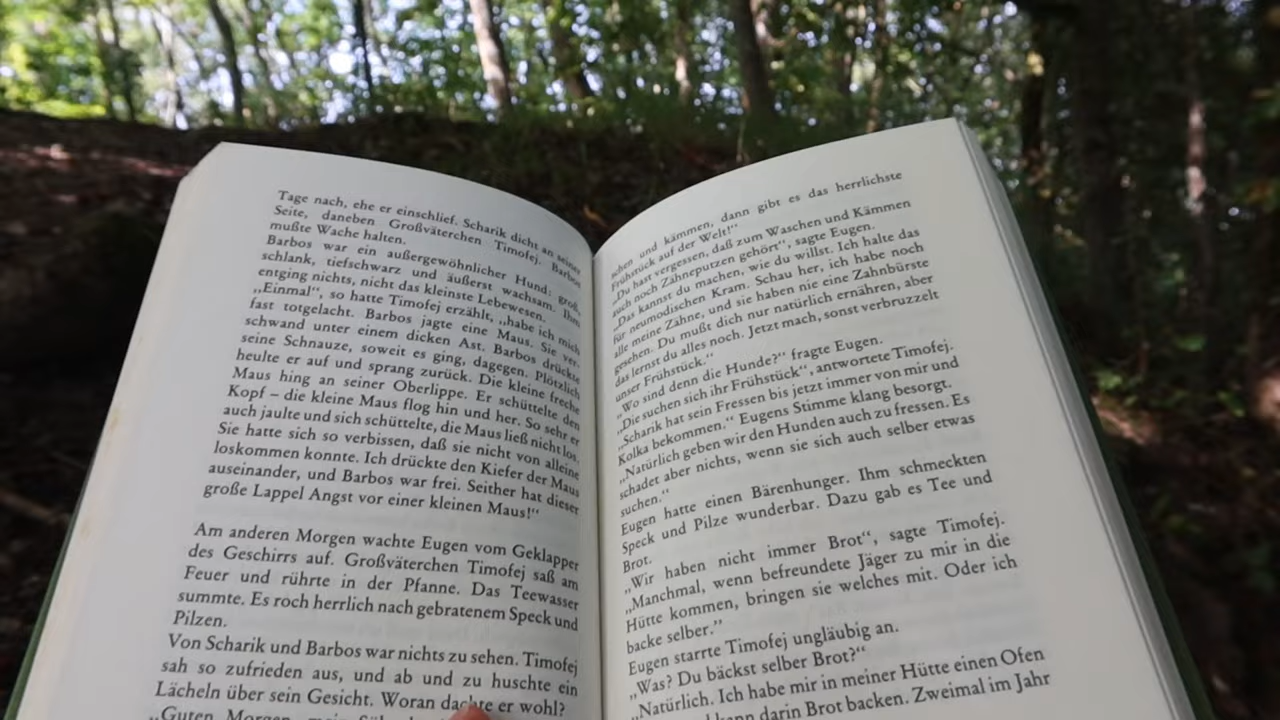 Tage nach, ehe er einschlief. Scharik dicht an seiner
Seite, daneben Großväterchen Timofej. Barbos
mußte Wache halten.
Barbos war ein außergewöhnlicher Hund: groß,
schlank, tiefschwarz und äußerst wachsam. Ihm
entging nichts, nicht das kleinste Lebewesen.
„Einmal“, so hatte Timofej erzählt, „habe ich mich
fast totgelacht. Barbos jagte eine Maus. Sie ver-
schwand unter einem dicken Ast. Barbos drückte
seine Schnauze, soweit es ging, dagegen. Plötzlich
heulte er auf und sprang zurück. Die kleine freche
Maus hing an seiner Oberlippe. Er schüttelte den
Kopf – die kleine Maus flog hin und her. So sehr er
auch jaulte und sich schüttelte, die Maus ließ nicht los.
Sie hatte sich so verbissen, daß sie nicht von alleine
loskommen konnte. Ich drückte den Kiefer der Maus
auseinander, und Barbos war frei. Seither hat dieser
große Lappel Angst vor einer kleinen Maus!“
Am anderen Morgen wachte Eugen vom Geklapper
des Geschirrs auf. Großväterchen Timofej saß am
Feuer und rührte in der Pfanne. Das Teewasser
summte. Es roch herrlich nach gebratenem Speck und
Pilzen.
Von Scharik und Barbos war nichts zu sehen. Timofej
sah so zufrieden aus, und ab und zu huschte ein
Lächeln über sein Gesicht. Woran dachte er wohl?
„Guten Morgen, mein
schen und kämmen, dann gibt es das herrlichste
Frühstück auf der Welt!“
„Du hast vergessen, daß zum Waschen und Kämmen
auch noch Zähneputzen gehört“, sagte Eugen.
„Das kannst du machen, wie du willst. Ich halte das
für neumodischen Kram. Schau her, ich habe noch
alle meine Zähne, und sie haben nie eine Zahnbürste
gesehen. Du mußt dich nur natürlich ernähren, aber
das lernst du alles noch. Jetzt mach, sonst verbruzzelt
unser Frühstück.“
„Wo sind denn die Hunde?“ fragte Eugen.
„Die suchen sich ihr Frühstück“, antwortete Timofej.
„Scharik hat sein Fressen bis jetzt immer von mir und
Kolka bekommen.“ Eugens Stimme klang besorgt.
„Natürlich geben wir den Hunden auch zu fressen. Es
schadet aber nichts, wenn sie sich auch selber etwas
suchen.“
Eugen hatte einen Bärenhunger. Ihm schmeckten
Speck und Pilze wunderbar. Dazu gab es Tee und
Brot.
„Wir haben nicht immer Brot“, sagte Timofej.
„Manchmal, wenn befreundete Jäger zu mir in die
Hütte kommen, bringen sie welches mit. Oder ich
backe selber.“
Eugen starrte Timofej ungläubig an.
„Was? Du bäckst selber Brot?“
„Natürlich. Ich habe mir in meiner Hütte einen Ofen
kann darin Brot backen. Zweimal im Jahr